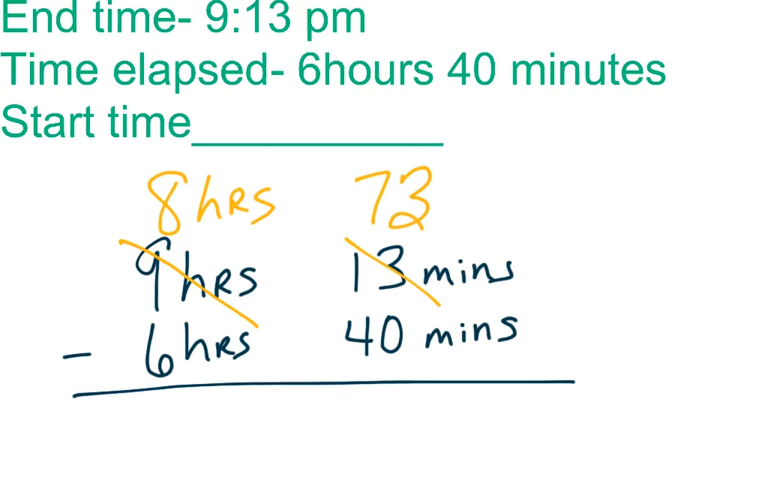 End time- 9:13 pm
Time elapsed- 6hours 40 minutes
Start time___________
8hrs 73
9hrs 13 mins
- 6hrs 40 mins